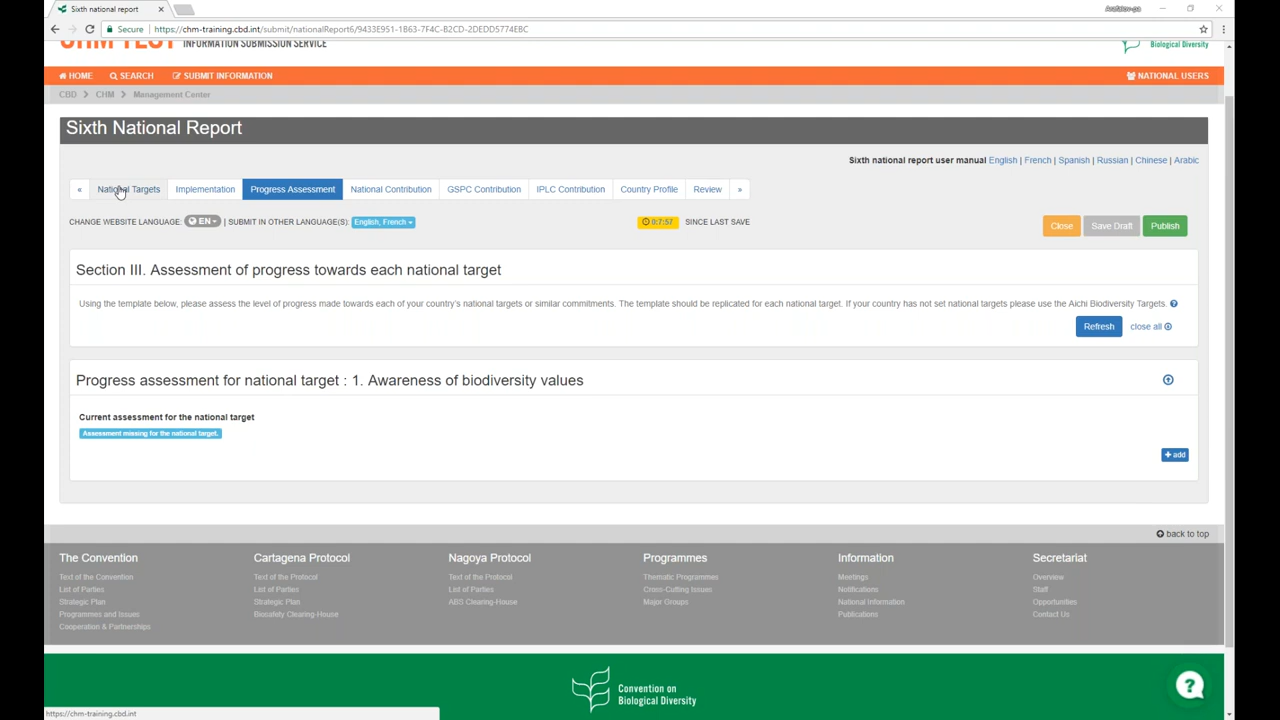 Sixth national report
Secure https://chm-training.cbd.int/submit/nationalReport6/9433E951-1B63-7F4C-B2CD-2DEDD5774EBC
INFORMATION SUBMISSION SERVICE
Biological Diversity
HOME SEARCH SUBMIT INFORMATION NATIONAL USERS
CBD CHM Management Center
Sixth National Report
Sixth national report user manual English | French | Spanish | Russian | Chinese | Arabic
« National Targets Implementation Progress Assessment National Contribution GSPC Contribution IPLC Contribution Country Profile Review »
CHANGE WEBSITE LANGUAGE: EN | SUBMIT IN OTHER LANGUAGE(S): English, French 0:7:57 SINCE LAST SAVE
Close Save Draft Publish
Section III. Assessment of progress towards each national target
Using the template below, please assess the level of progress made towards each of your country's national targets or similar commitments. The template should be replicated for each national target. If your country has not set national targets please use the Aichi Biodiversity Targets.
Refresh close all
Progress assessment for national target : 1. Awareness of biodiversity values
Current assessment for the national target
Assessment missing for the national target.
+ add
back to top
The Convention Cartagena Protocol Nagoya Protocol Programmes Information Secretariat
Text of the Convention Text of the Protocol Text of the Protocol Thematic Programmes Meetings Overview
List of Parties List of Parties List of Parties Cross-Cutting Issues Notifications Staff
Strategic Plan Strategic Plan ABS Clearing-House Major Groups National Information Opportunities
Programmes and Issues Biosafety Clearing-House Publications Contact Us
Cooperation & Partnerships
Convention on
Biological Diversity
?
https://chm-training.cbd.int